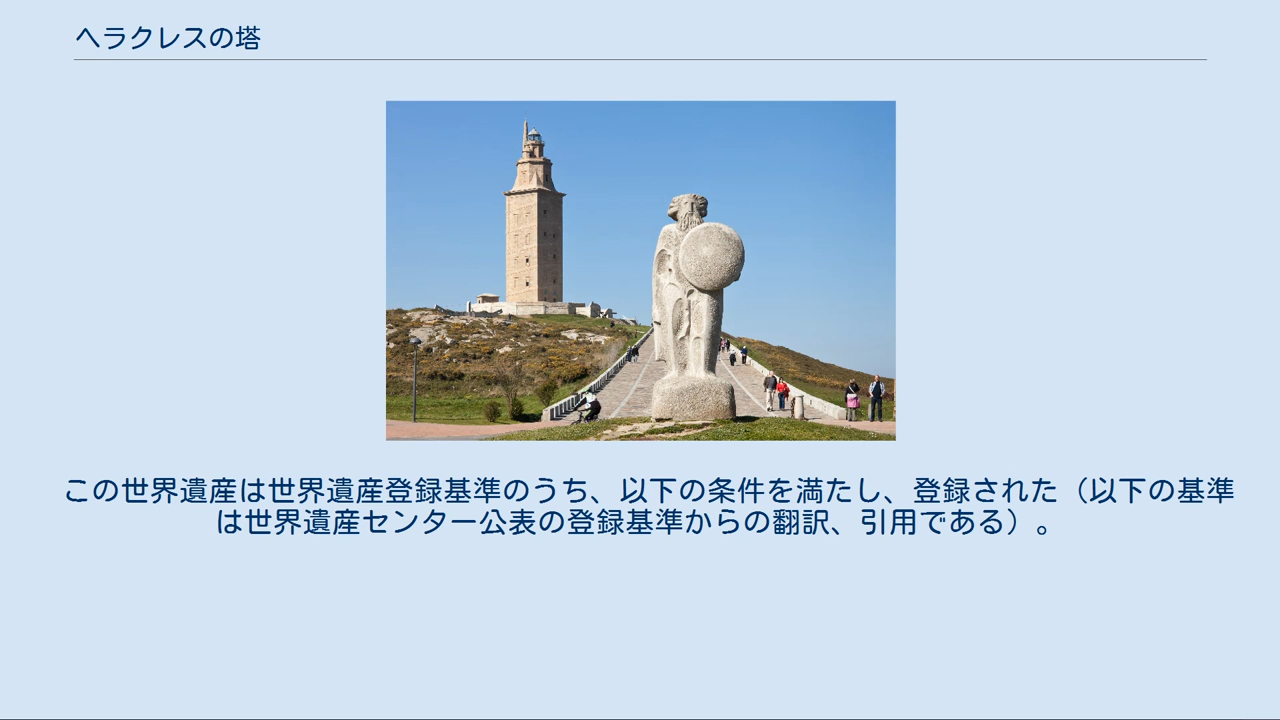 ヘラクレスの塔
この世界遺産は世界遺産登録基準のうち、以下の条件を満たし、登録された（以下の基準
は世界遺産センター公表の登録基準からの翻訳、引用である）。